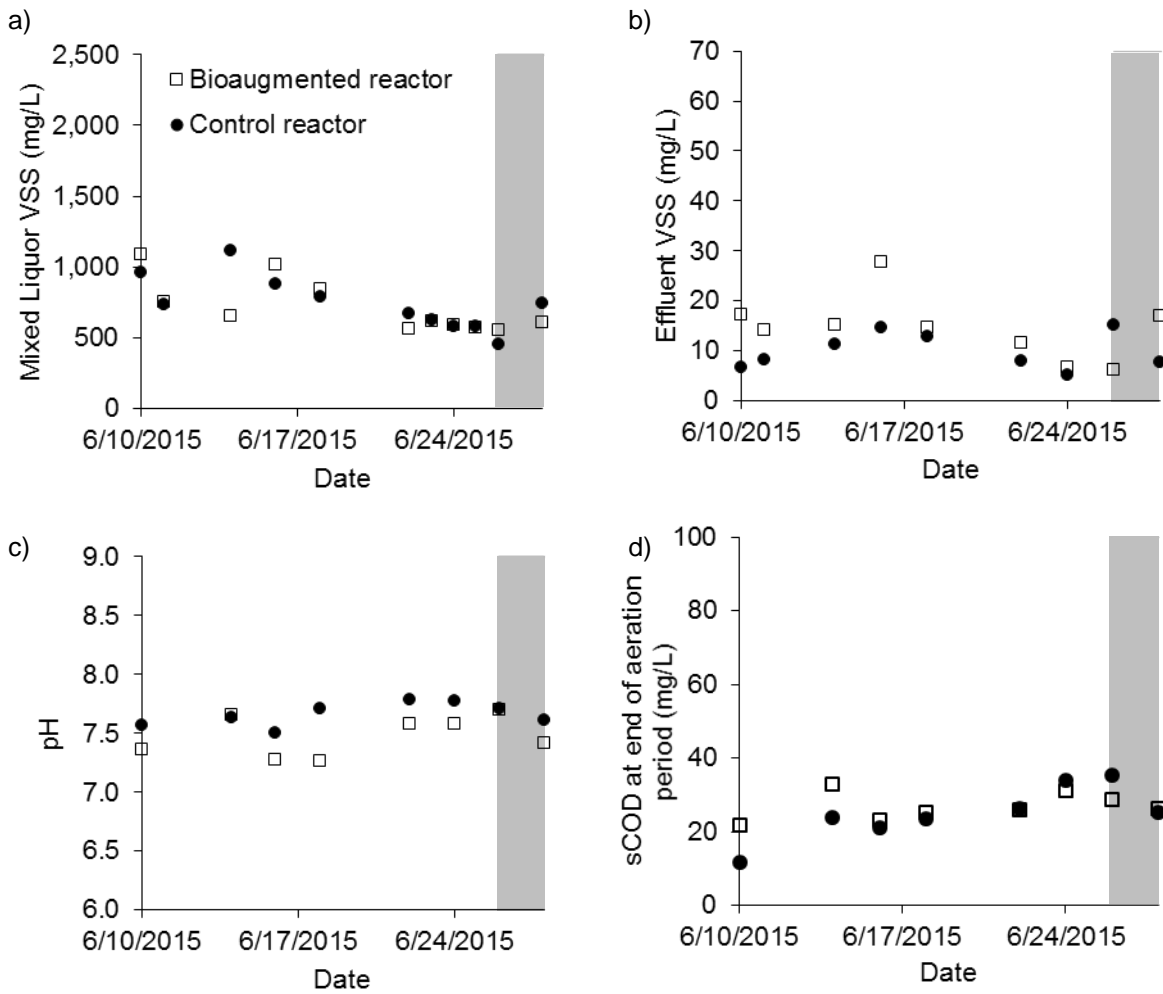 a)
2,500
2,000
1,500
1,000
500
0
Mixed Liquor VSS (mg/L)
Bioaugmented reactor
Control reactor
6/10/2015 6/17/2015 6/24/2015
Date
b)
70
60
50
40
30
20
10
0
Effluent VSS (mg/L)
6/10/2015 6/17/2015 6/24/2015
Date
c)
9.0
8.5
8.0
7.5
7.0
6.5
6.0
pH
6/10/2015 6/17/2015 6/24/2015
Date
d)
100
80
60
40
20
0
sCOD at end of aeration
period (mg/L)
6/10/2015 6/17/2015 6/24/2015
Date